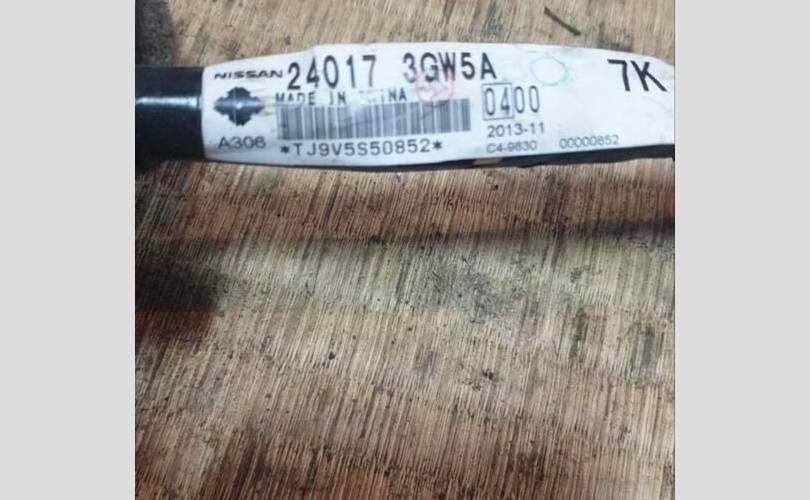 NISSAN 24017 3GW5A 7K
MADE IN CHINA 0400
2013-11
A306 *TJ9V5S50852* C4-9830 00000852